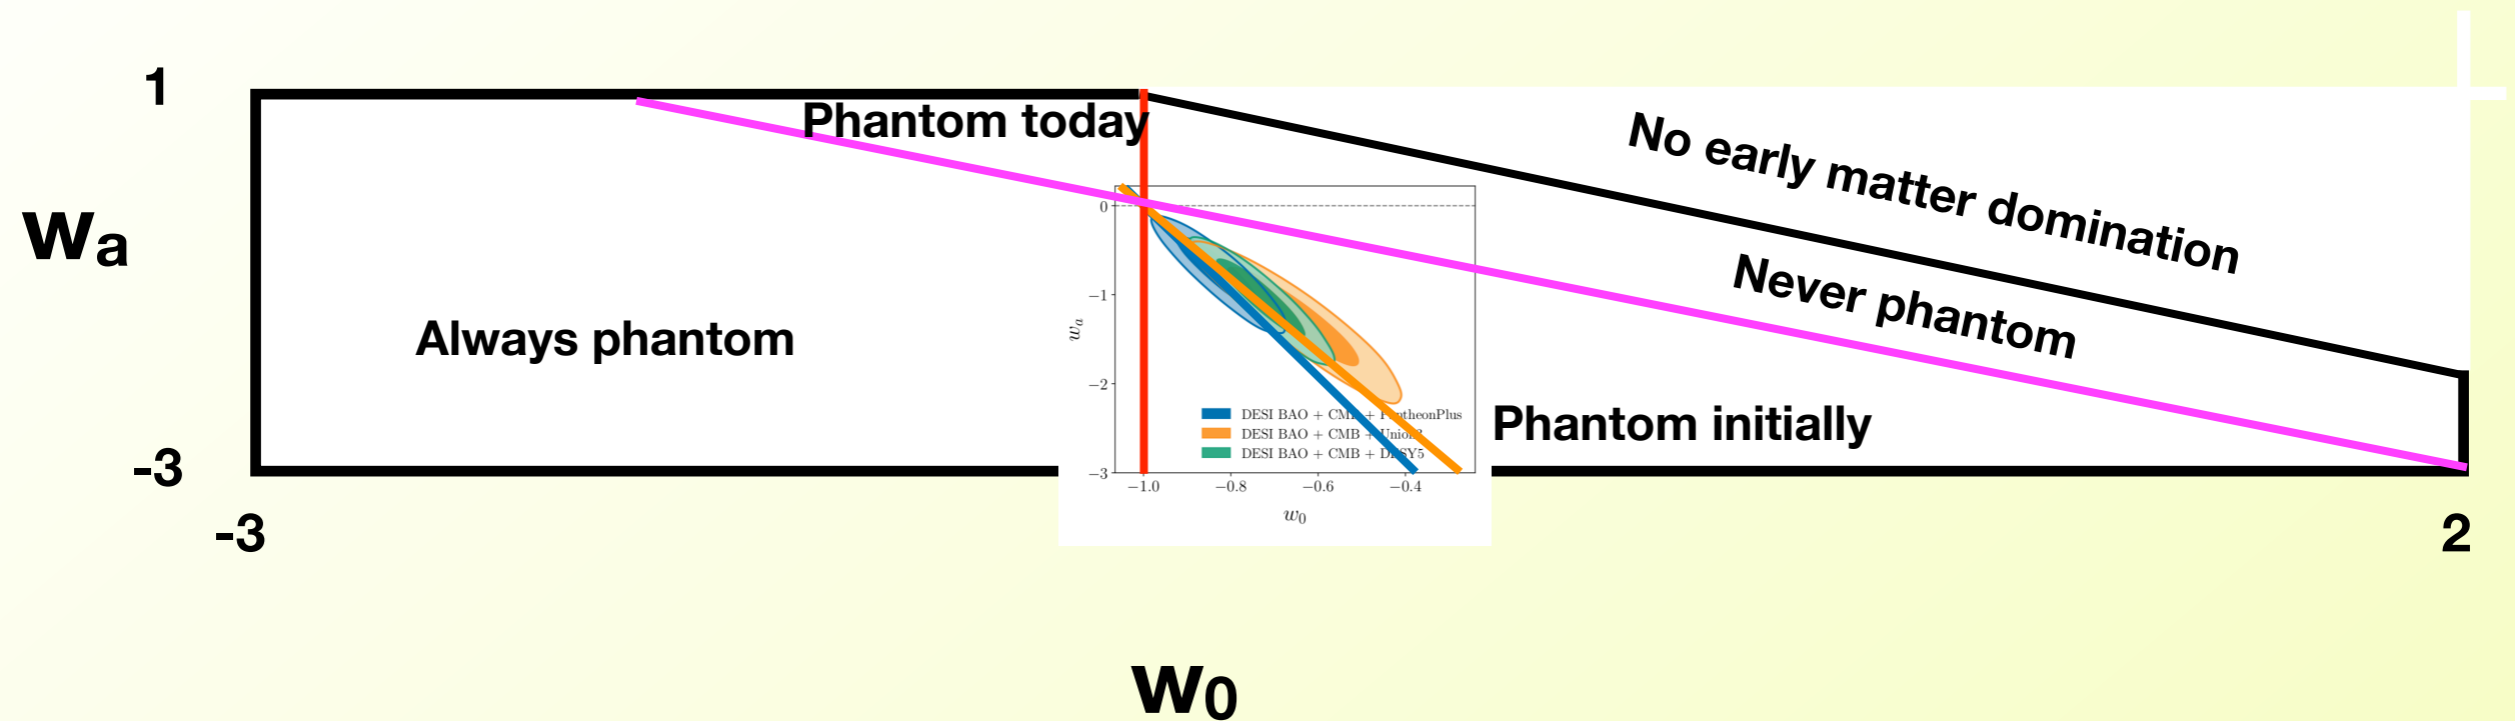 1
Phantom today
No early matter domination
wa
Never phantom
Always phantom
0
−1
wa
−2
DESI BAO + CMB + PantheonPlus
DESI BAO + CMB + Union3
DESI BAO + CMB + DESY5
Phantom initially
-3
−3
−1.0 −0.8 −0.6 −0.4
w0
-3
2
w0